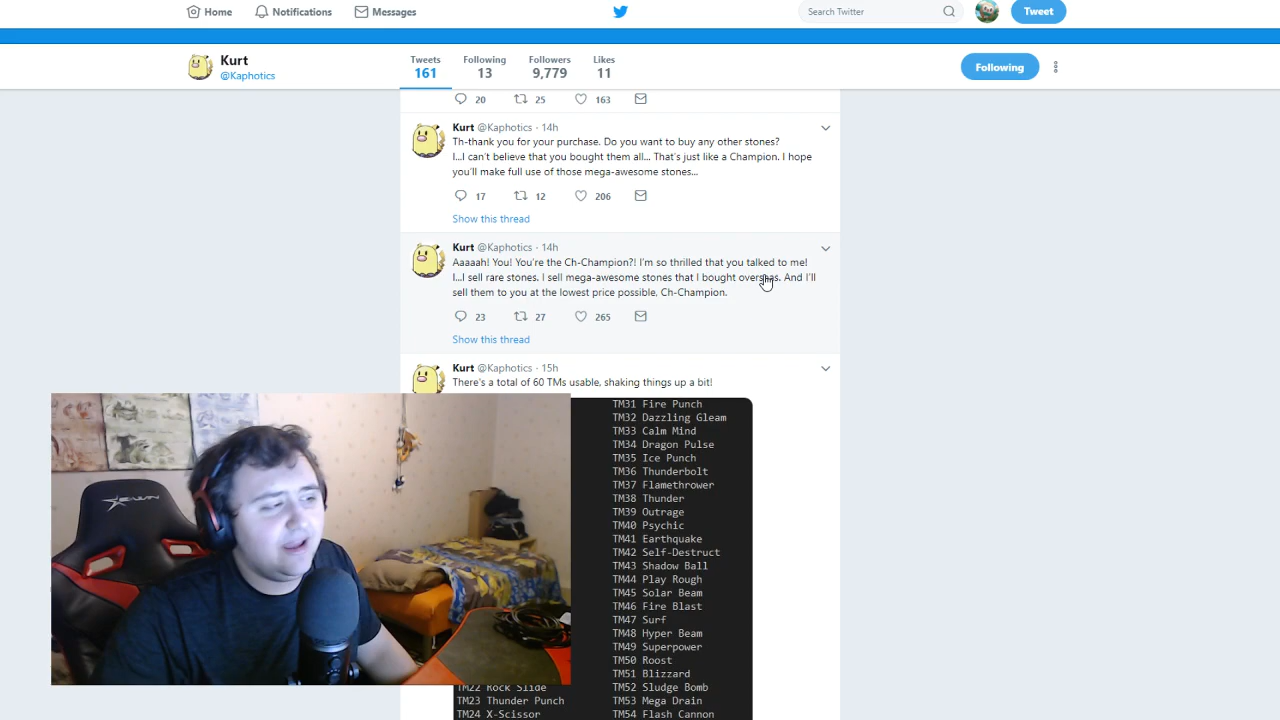 Home Notifications Messages Search Twitter Tweet
Kurt
@Kaphotics
Tweets Following Followers Likes
161 13 9,779 11
Following
20 25 163
Kurt @Kaphotics · 14h
Th-thank you for your purchase. Do you want to buy any other stones?
I...I can't believe that you bought them all... That's just like a Champion. I hope
you'll make full use of those mega-awesome stones...
17 12 206
Show this thread
Kurt @Kaphotics · 14h
Aaaaah! You! You're the Ch-Champion?! I'm so thrilled that you talked to me!
I...I sell rare stones. I sell mega-awesome stones that I bought overseas. And I'll
sell them to you at the lowest price possible, Ch-Champion.
23 27 265
Show this thread
Kurt @Kaphotics · 15h
There's a total of 60 TMs usable, shaking things up a bit!
TM31 Fire Punch
TM32 Dazzling Gleam
TM33 Calm Mind
TM34 Dragon Pulse
TM35 Ice Punch
TM36 Thunderbolt
TM37 Flamethrower
TM38 Thunder
TM39 Outrage
TM40 Psychic
TM41 Earthquake
TM42 Self-Destruct
TM43 Shadow Ball
TM44 Play Rough
TM45 Solar Beam
TM46 Fire Blast
TM47 Surf
TM48 Hyper Beam
TM49 Superpower
TM50 Roost
TM51 Blizzard
TM22 Rock Slide TM52 Sludge Bomb
TM23 Thunder Punch TM53 Mega Drain
TM24 X-Scissor TM54 Flash Cannon